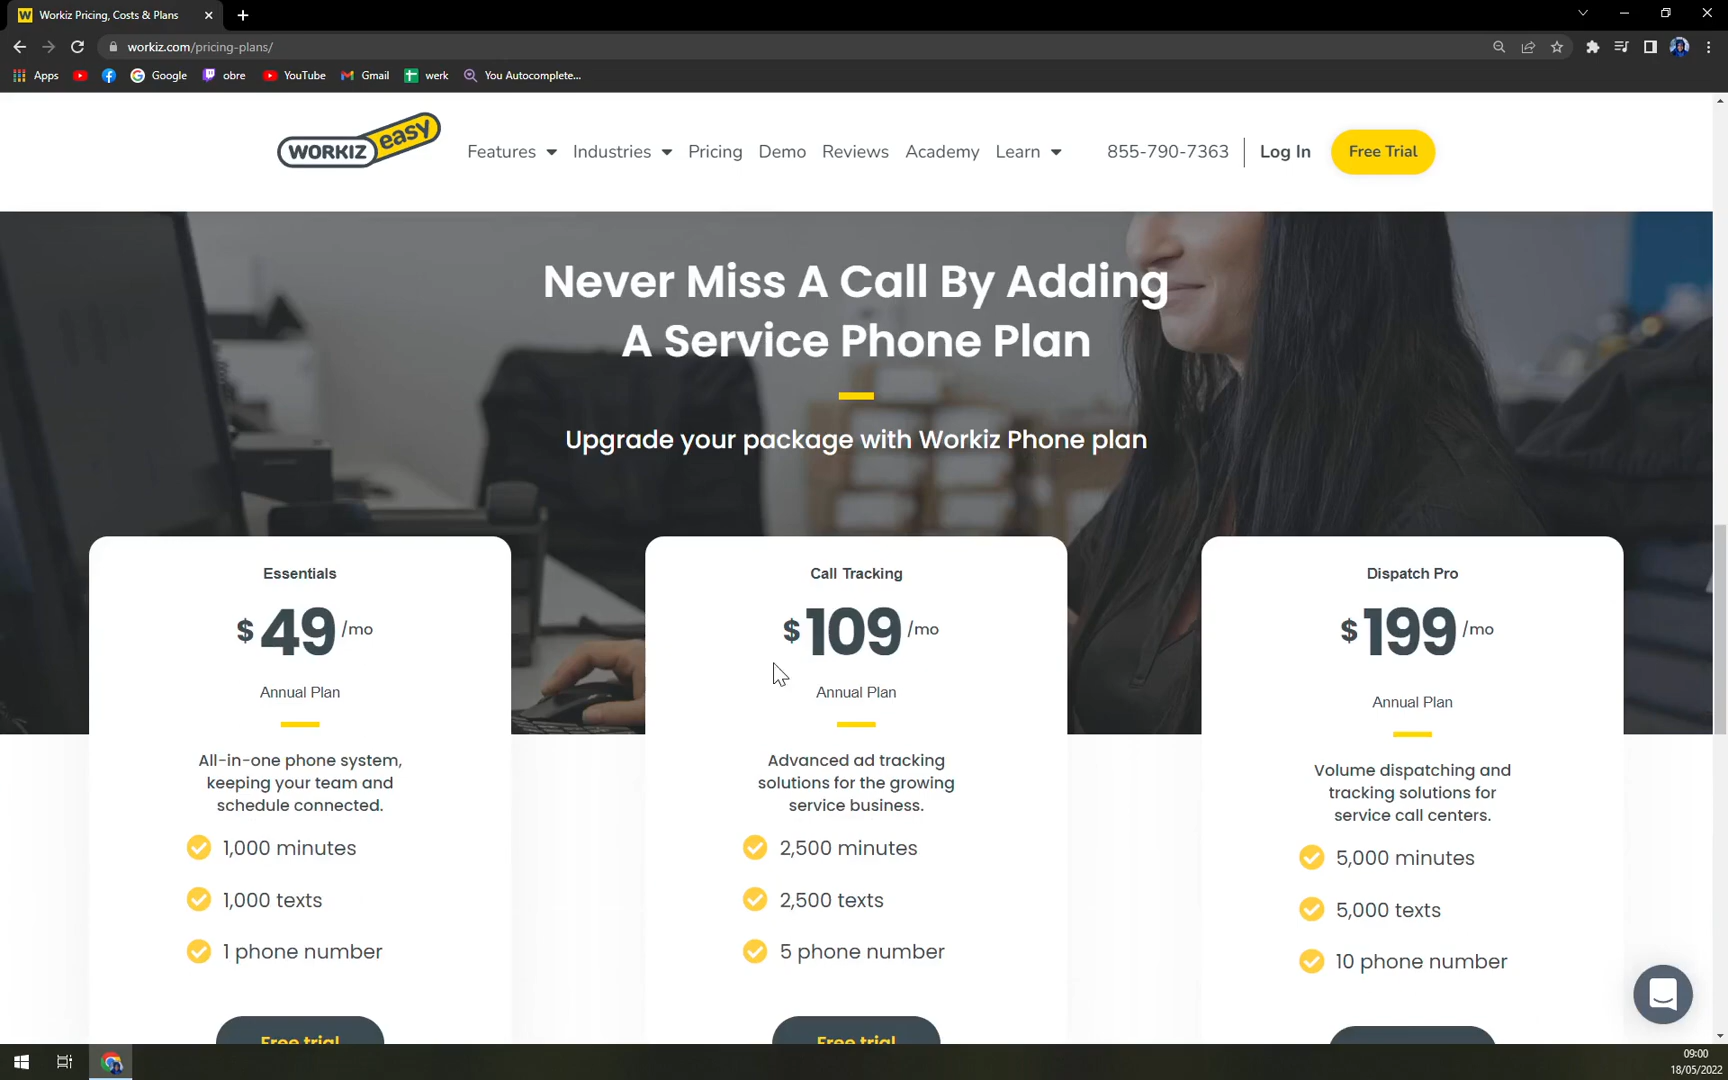 Workiz Pricing, Costs & Plans
workiz.com/pricing-plans/
Apps
Google
obre
YouTube
Gmail
werk
You Autocomplete...
WORKIZ easy
Features
Industries
Pricing
Demo
Reviews
Academy
Learn
855-790-7363
Log In
Free Trial
Never Miss A Call By Adding
A Service Phone Plan
Upgrade your package with Workiz Phone plan
Essentials
$49 /mo
Annual Plan
All-in-one phone system,
keeping your team and
schedule connected.
1,000 minutes
1,000 texts
1 phone number
Free trial
Call Tracking
$109 /mo
Annual Plan
Advanced ad tracking
solutions for the growing
service business.
2,500 minutes
2,500 texts
5 phone number
Free trial
Dispatch Pro
$199 /mo
Annual Plan
Volume dispatching and
tracking solutions for
service call centers.
5,000 minutes
5,000 texts
10 phone number
09:00
18/05/2022